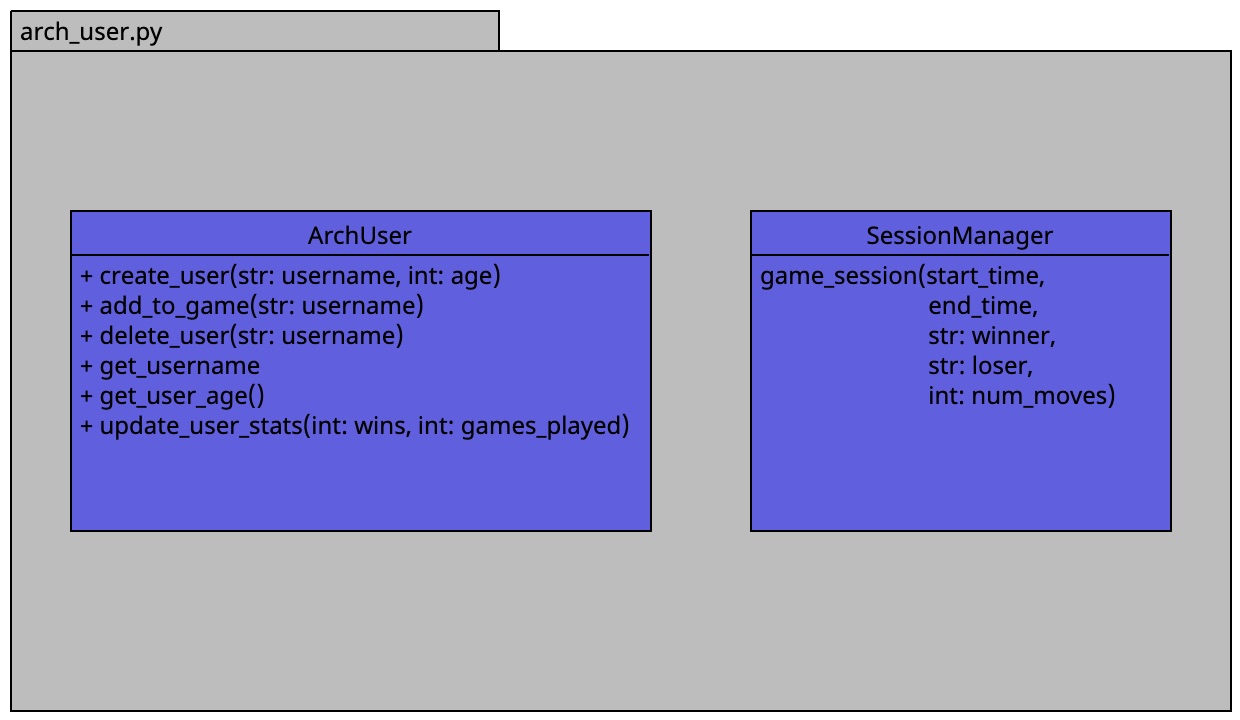 arch_user.py
ArchUser
+ create_user(str: username, int: age)
+ add_to_game(str: username)
+ delete_user(str: username)
+ get_username
+ get_user_age()
+ update_user_stats(int: wins, int: games_played)
SessionManager
game_session(start_time,
end_time,
str: winner,
str: loser,
int: num_moves)